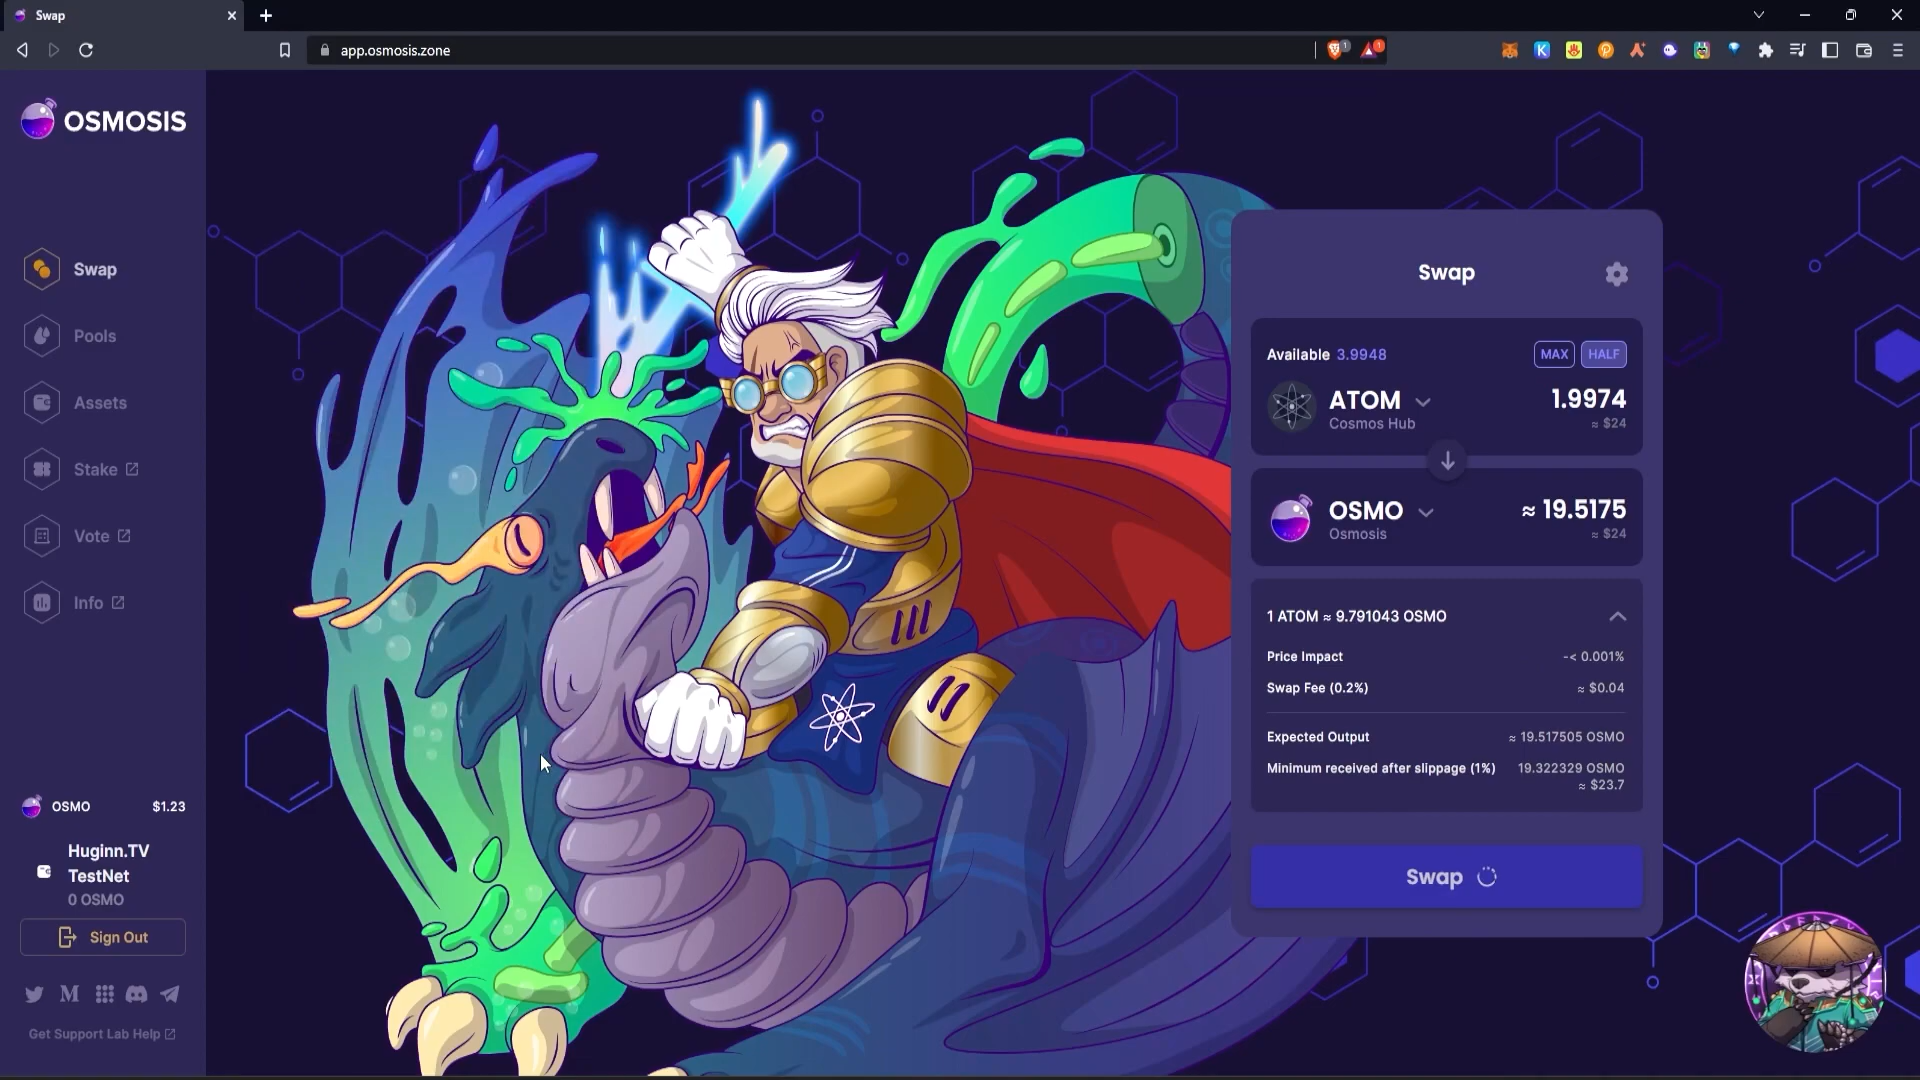 Swap
app.osmosis.zone
1
1
OSMOSIS
Swap
Pools
Assets
Stake
Vote
Info
OSMO $1.23
Huginn.TV
TestNet
0 OSMO
Sign Out
Get Support Lab Help
Swap
Available 3.9948 MAX HALF
ATOM 1.9974
Cosmos Hub ≈ $24
OSMO ≈ 19.5175
Osmosis ≈ $24
1 ATOM ≈ 9.791043 OSMO
Price Impact -< 0.001%
Swap Fee (0.2%) ≈ $0.04
Expected Output ≈ 19.517505 OSMO
Minimum received after slippage (1%) 19.322329 OSMO
≈ $23.7
Swap